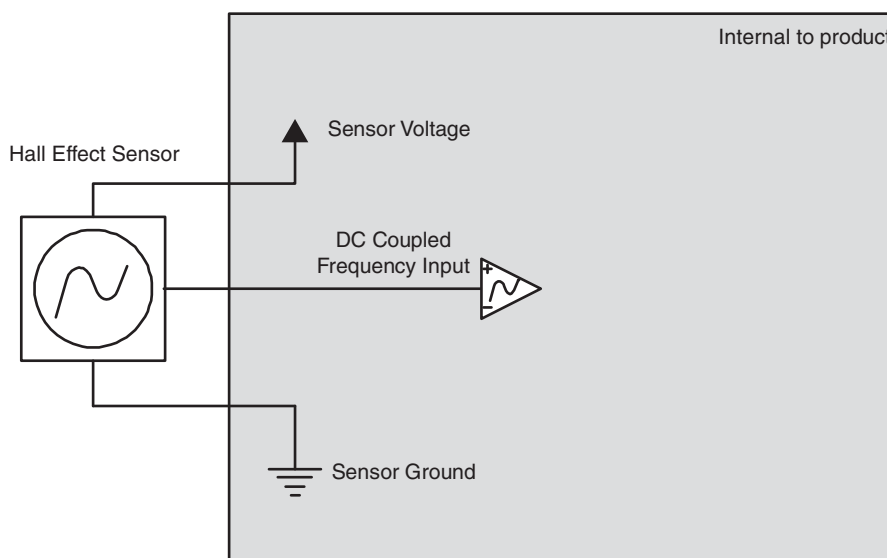 Internal to product
Sensor Voltage
Hall Effect Sensor
DC Coupled
Frequency Input
+
−
Sensor Ground